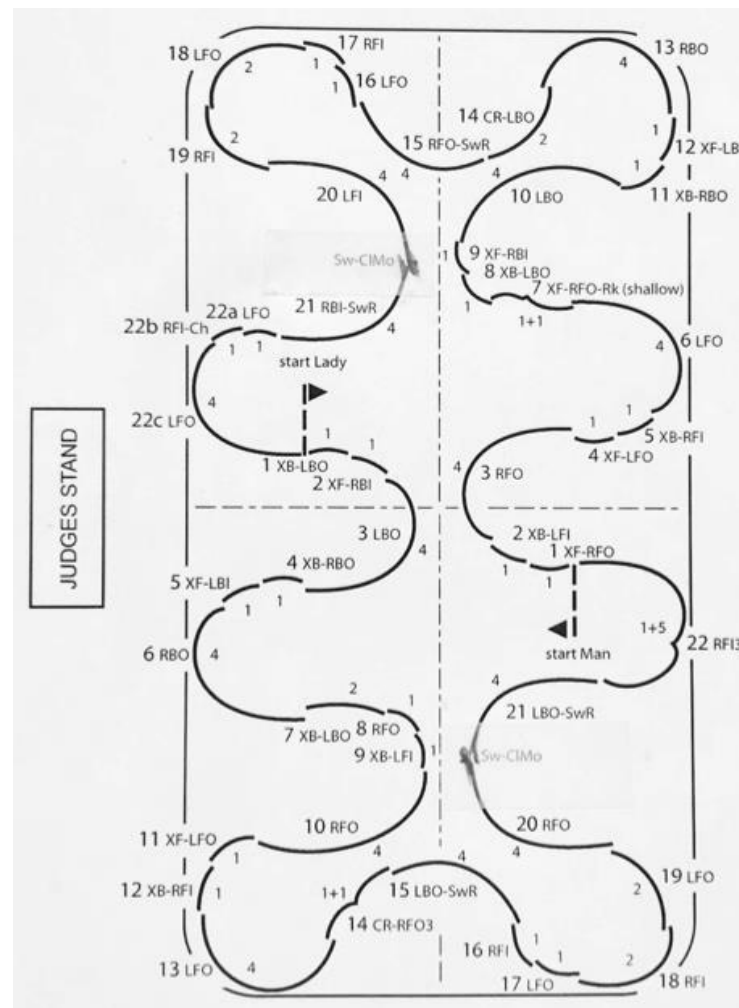 18 LFO
17 RFI
13 RBO
2
1
4
16 LFO
1
14 CR-LBO
1
12 XF-LB
15 RFO-SwR
2
19 RFI
2
4
4
4
1
11 XB-RBO
20 LFI
10 LBO
Sw-ClMo
1
9 XF-RBI
8 XB-LBO
7 XF-RFO-Rk (shallow)
21 RBI-SwR
22a LFO
1
1+1
22b RFI-Ch
4
6 LFO
1
1
4
start Lady
4
1
22c LFO
1
5 XB-RFI
4 XF-LFO
1 XB-LBO
1
1
4
3 RFO
2 XF-RBI
JUDGES STAND
3 LBO
4
2 XB-LFI
1 XF-RFO
4 XB-RBO
5 XF-LBI
1
1
1
1
1+5
22 RFI3
6 RBO
4
start Man
4
2
1
21 LBO-SwR
7 XB-LBO
8 RFO
9 XB-LFI
1
Sw-ClMo
10 RFO
20 RFO
11 XF-LFO
1
4
4
4
19 LFO
12 XB-RFI
1
1+1
15 LBO-SwR
2
14 CR-RFO3
16 RFI
1
13 LFO
4
1
2
17 LFO
18 RFI